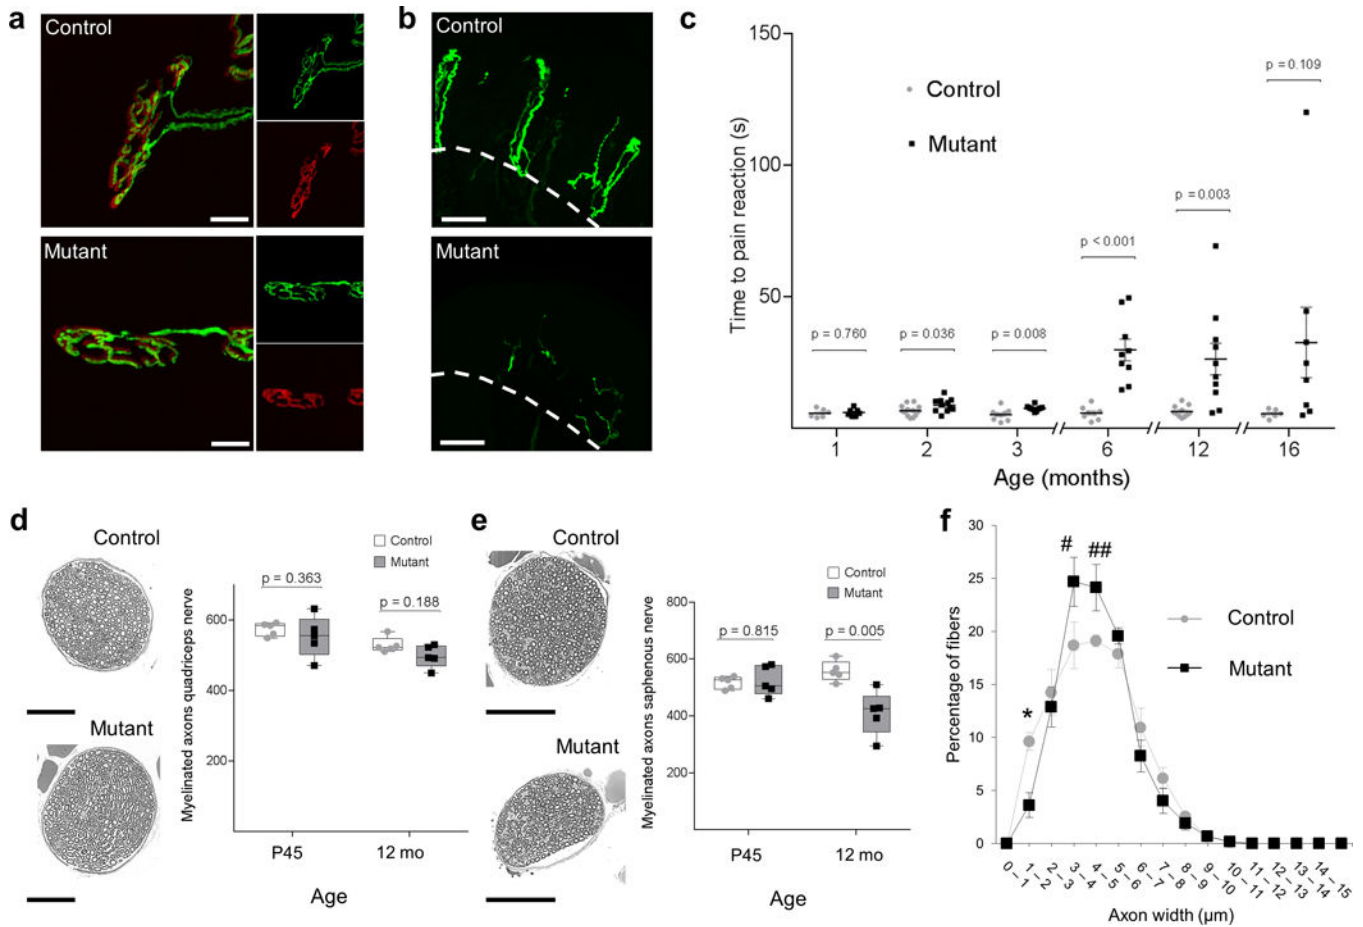 a
Control
Mutant
b
Control
Mutant
c
150
100
50
Time to pain reaction (s)
Control
Mutant
p = 0.760
p = 0.036
p = 0.008
p < 0.001
p = 0.003
p = 0.109
1
2
3
6
12
16
Age (months)
d
Control
Mutant
Control
Mutant
p = 0.363
p = 0.188
Myelinated axons quadriceps nerve
600
400
200
P45
12 mo
Age
e
Control
Mutant
Control
Mutant
p = 0.815
p = 0.005
Myelinated axons saphenous nerve
800
600
400
200
P45
12 mo
Age
f
30
25
20
15
10
5
0
Percentage of fibers
*
#
##
Control
Mutant
0–1
1–2
2–3
3–4
4–5
5–6
6–7
7–8
8–9
9–10
10–11
11–12
12–13
13–14
14–15
Axon width (µm)